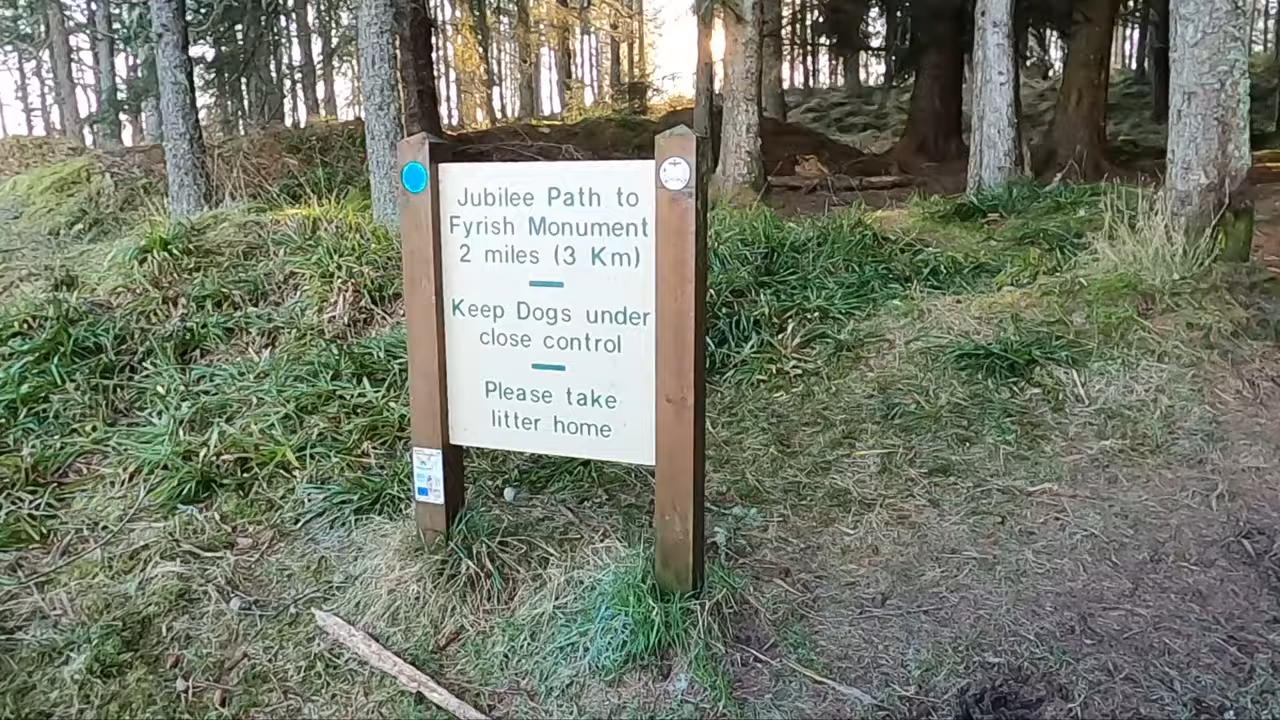 Jubilee Path to
Fyrish Monument
2 miles (3 Km)
Keep Dogs under
close control
Please take
litter home